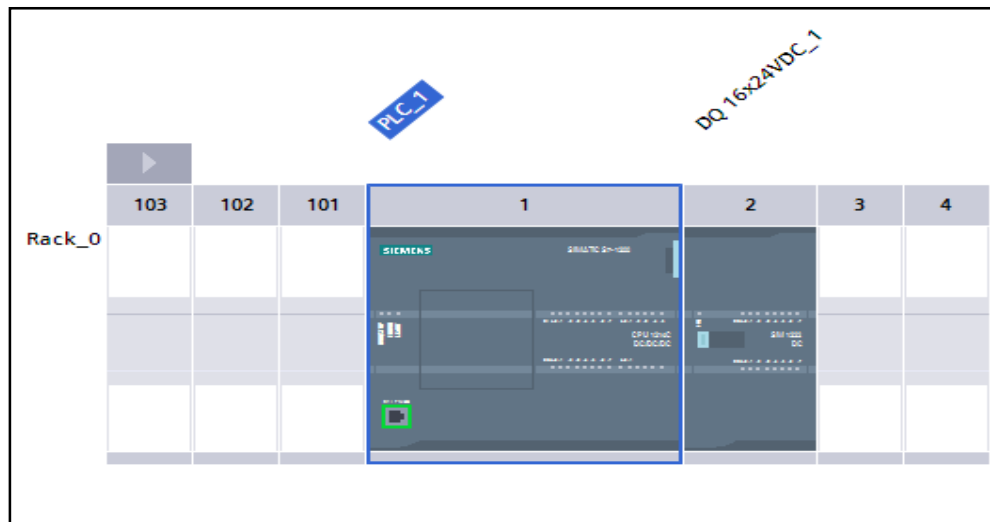 PLC_1
DQ 16x24VDC_1
103 102 101 1 2 3 4
Rack_0
SIEMENS
SIMATIC S7-1200
CPU 1214C
DC/DC/DC
SM 1222
DC